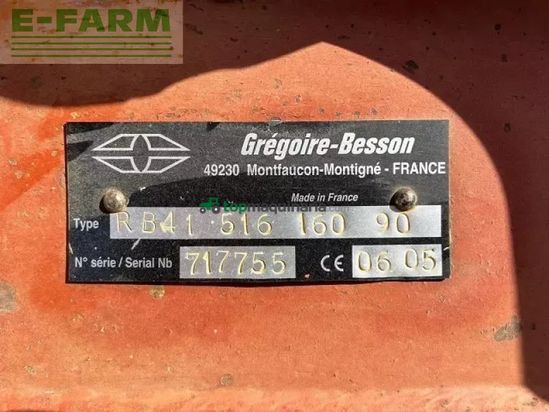 E-FARM
Grégoire-Besson
49230 Montfaucon-Montigné - FRANCE
Made in France
topmaquinaria
Type RB41 516 160 90
N° série / Serial Nb 717755 CE 06 05